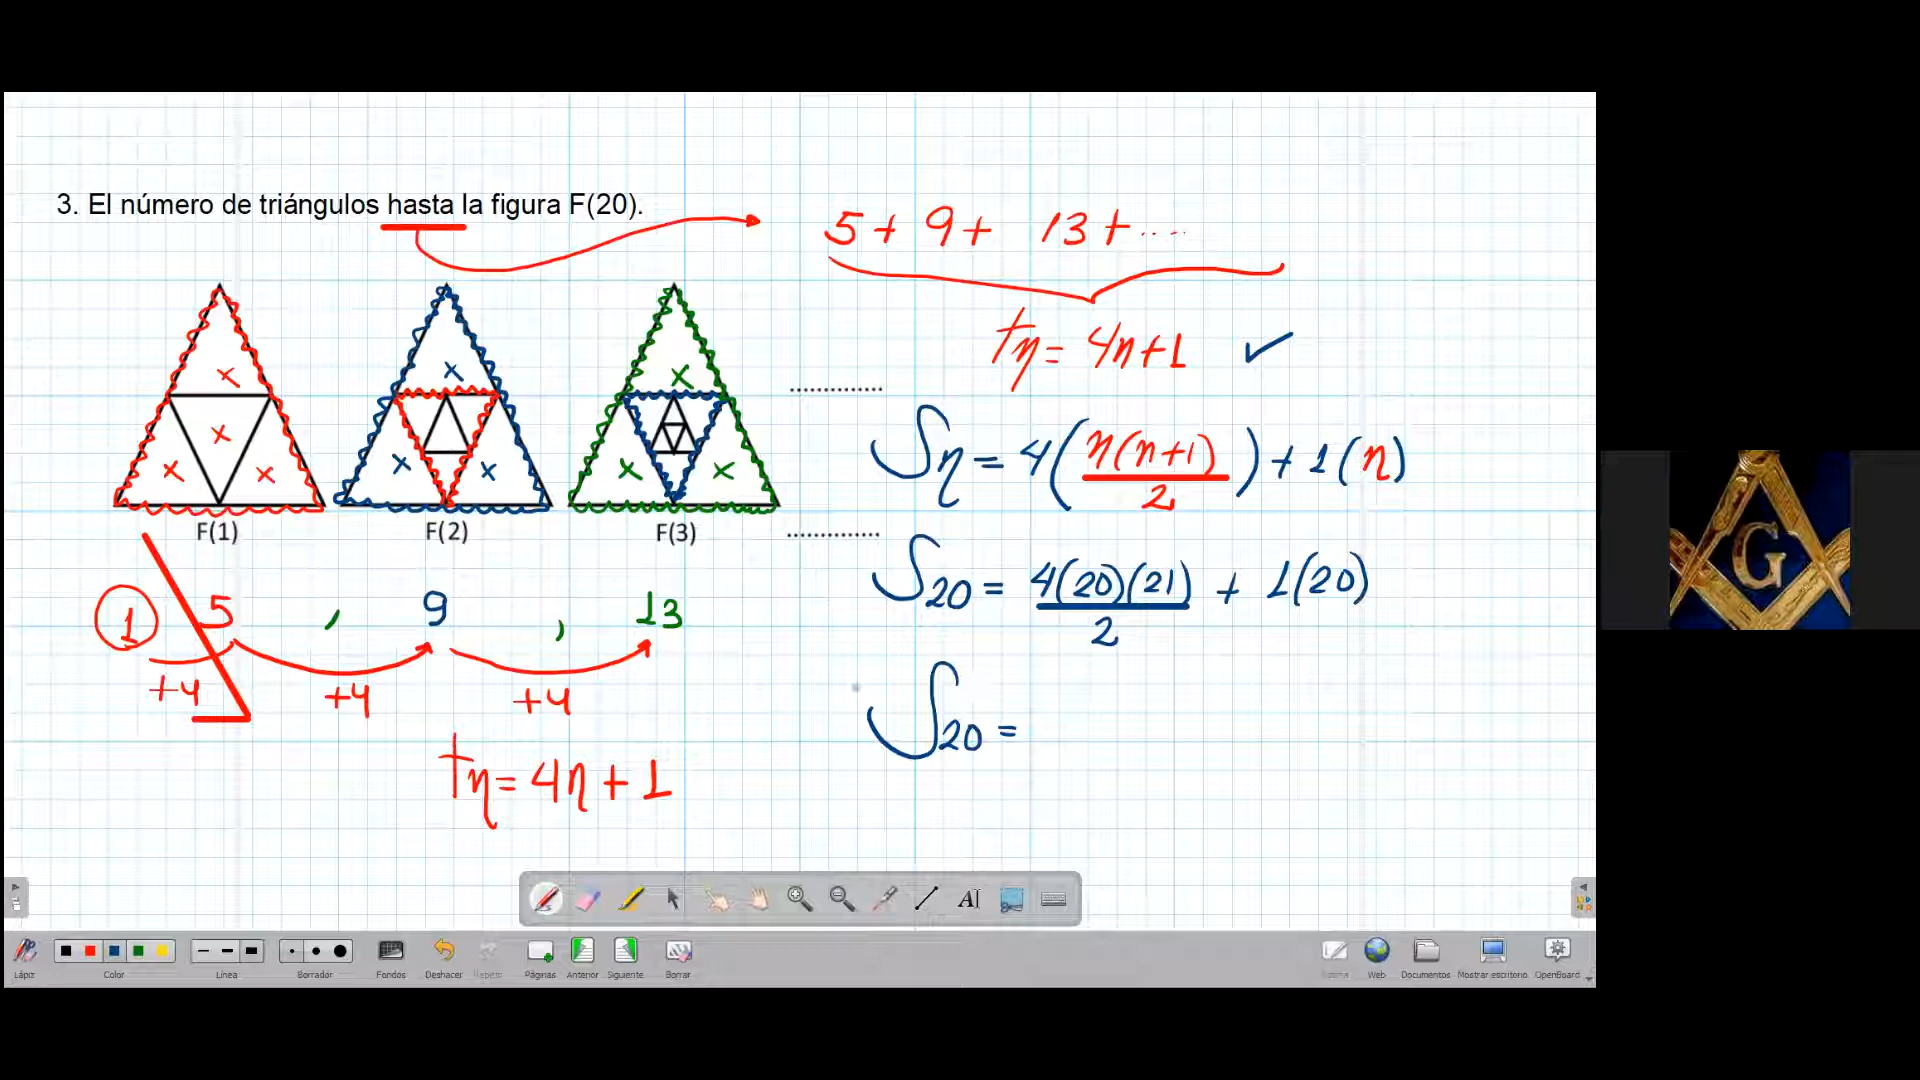 3. El número de triángulos hasta la figura F(20).
5 + 9 + 13 + ....
tn = 4n+1 ✓
Sn = 4(n(n+1)/2) + 1(n)
F(1) F(2) F(3)
S20 = 4(20)(21)/2 + 1(20)
1 5 , 9 , 13
+4 +4 +4
S20 =
tn = 4n + 1
x
x
x x
x
x x
x
x x
G
Lápiz Color Línea Borrador Fondos Deshacer Repetir Páginas Anterior Siguiente Borrar Web Documentos Mostrar escritorio OpenBoard